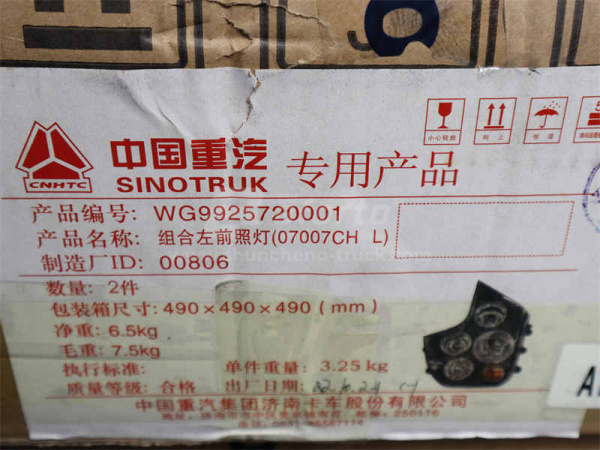 小心轻放
向上
怕湿
中国重汽 专用产品
SINOTRUK
CNHTC
产品编号: WG9925720001
产品名称: 组合左前照灯(07007CH L)
制造厂ID: 00806
数量: 2件
包装箱尺寸: 490×490×490(mm)
净重: 6.5kg
毛重: 7.5kg
执行标准:
单件重量: 3.25 kg
质量等级: 合格
出厂日期:
中国重汽集团济南卡车股份有限公司